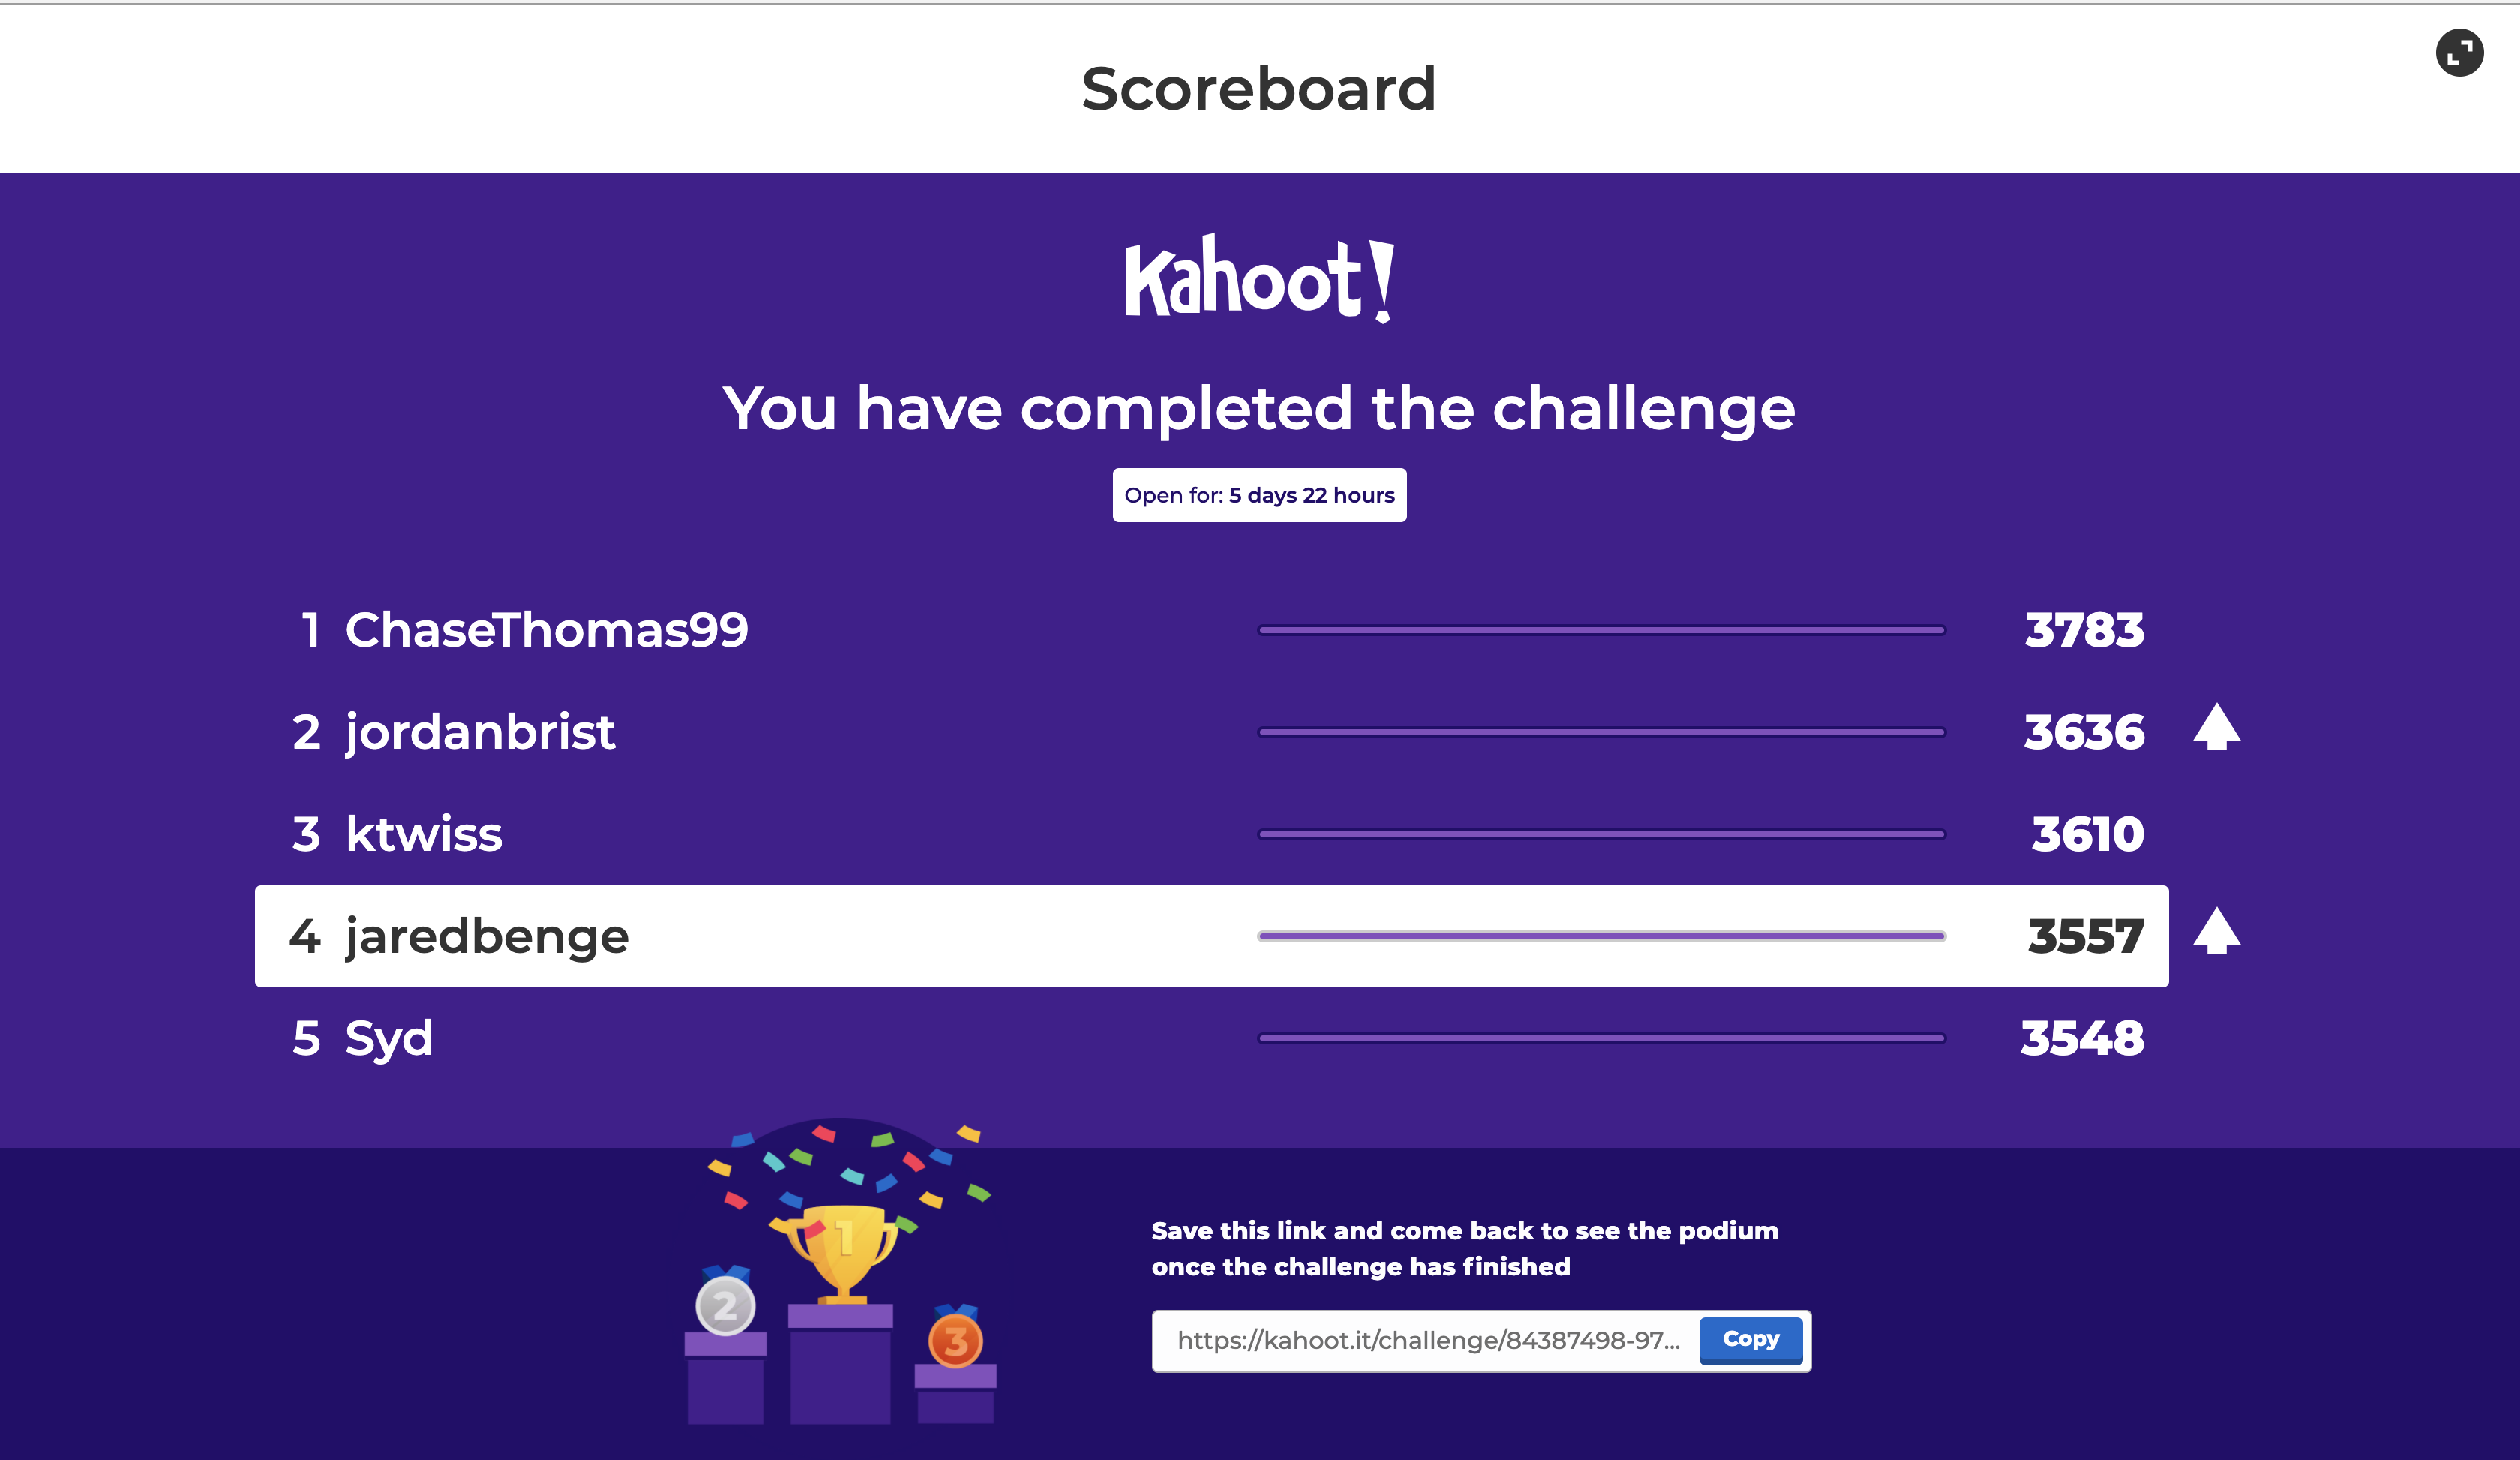 Scoreboard
Kahoot!
You have completed the challenge
Open for: 5 days 22 hours
1 ChaseThomas99 3783
2 jordanbrist 3636
3 ktwiss 3610
4 jaredbenge 3557
5 Syd 3548
1
2
3
Save this link and come back to see the podium
once the challenge has finished
https://kahoot.it/challenge/84387498-97... Copy